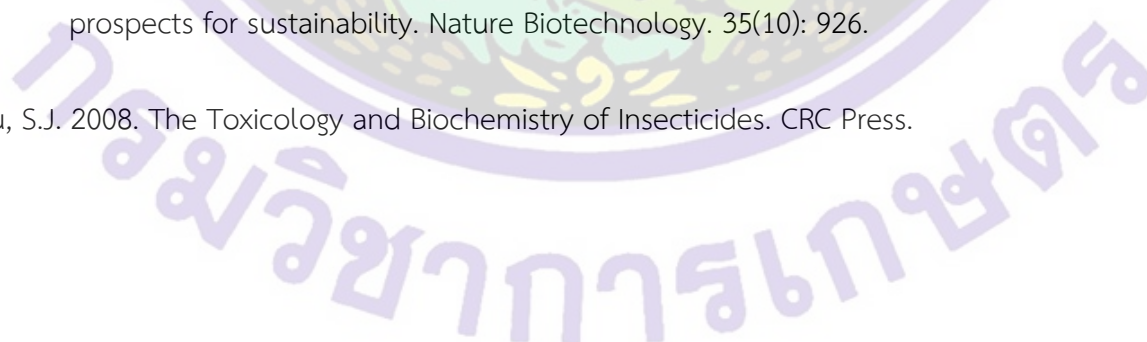 prospects for sustainability. Nature Biotechnology. 35(10): 926.
u, S.J. 2008. The Toxicology and Biochemistry of Insecticides. CRC Press.
กรมวิชาการเกษตร